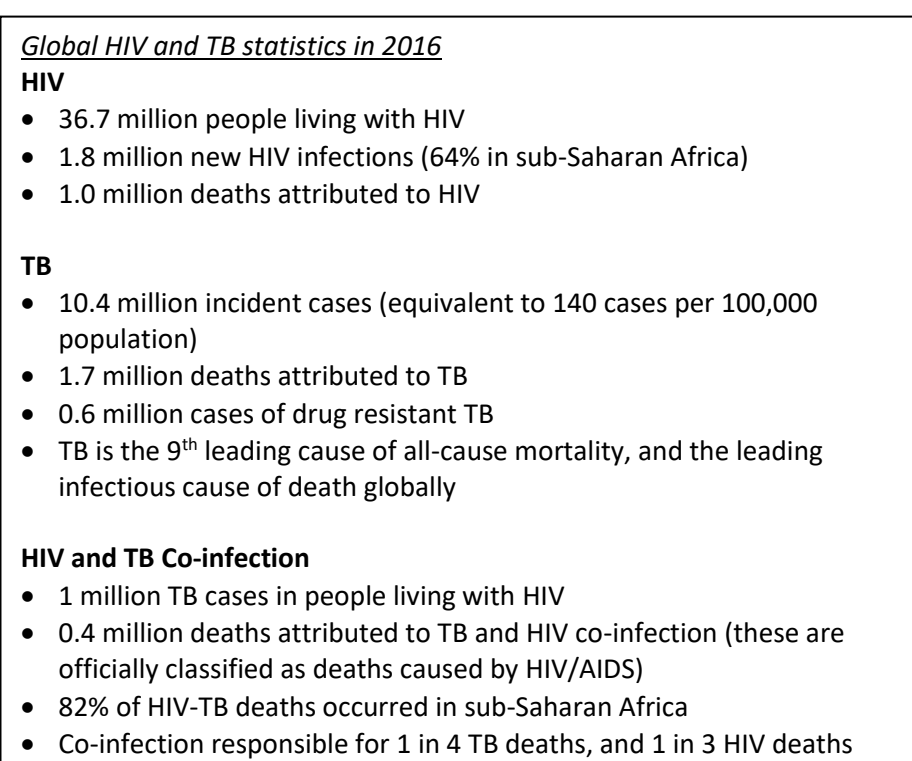 Global HIV and TB statistics in 2016
HIV
• 36.7 million people living with HIV
• 1.8 million new HIV infections (64% in sub-Saharan Africa)
• 1.0 million deaths attributed to HIV
TB
• 10.4 million incident cases (equivalent to 140 cases per 100,000
population)
• 1.7 million deaths attributed to TB
• 0.6 million cases of drug resistant TB
• TB is the 9th leading cause of all-cause mortality, and the leading
infectious cause of death globally
HIV and TB Co-infection
• 1 million TB cases in people living with HIV
• 0.4 million deaths attributed to TB and HIV co-infection (these are
officially classified as deaths caused by HIV/AIDS)
• 82% of HIV-TB deaths occurred in sub-Saharan Africa
• Co-infection responsible for 1 in 4 TB deaths, and 1 in 3 HIV deaths